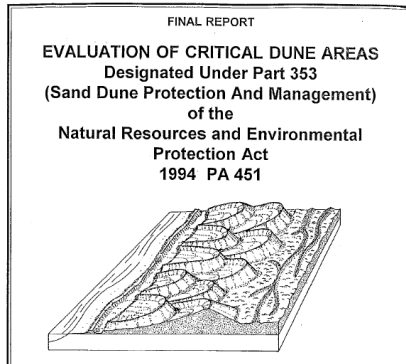 FINAL REPORT
EVALUATION OF CRITICAL DUNE AREAS
Designated Under Part 353
(Sand Dune Protection And Management)
of the
Natural Resources and Environmental
Protection Act
1994 PA 451